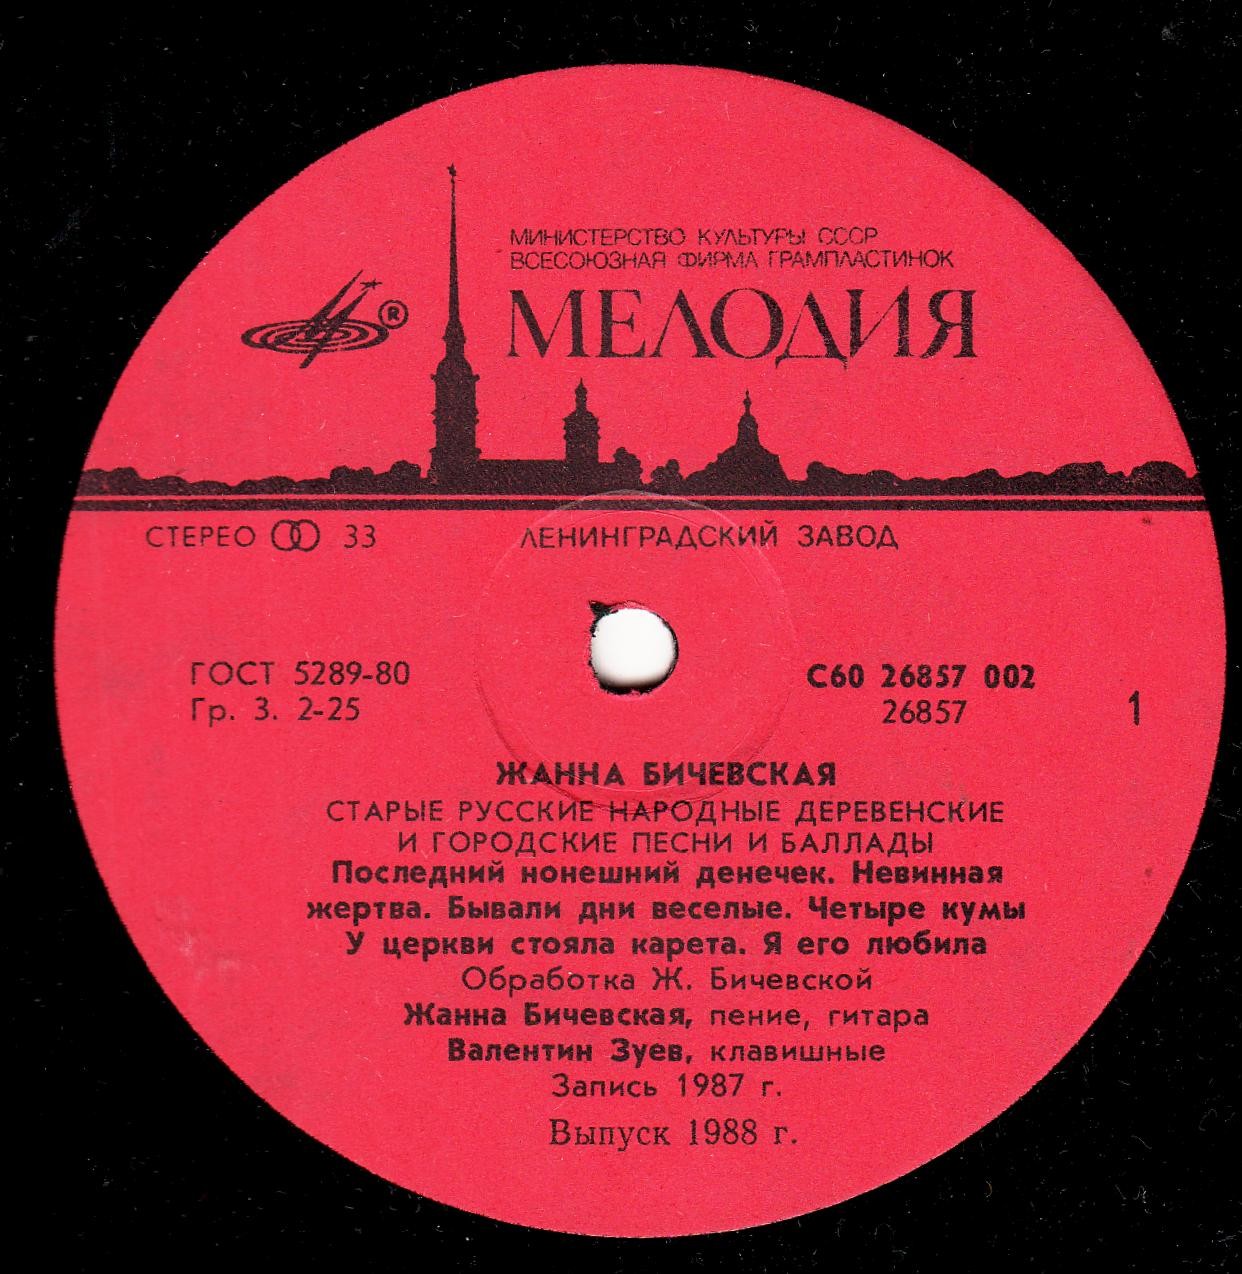 МИНИСТЕРСТВО КУЛЬТУРЫ СССР
ВСЕСОЮЗНАЯ ФИРМА ГРАМПЛАСТИНОК
®
МЕЛОДИЯ
СТЕРЕО 33 ЛЕНИНГРАДСКИЙ ЗАВОД
ГОСТ 5289-80 С60 26857 002
Гр. 3. 2-25 26857 1
ЖАННА БИЧЕВСКАЯ
СТАРЫЕ РУССКИЕ НАРОДНЫЕ ДЕРЕВЕНСКИЕ
И ГОРОДСКИЕ ПЕСНИ И БАЛЛАДЫ
Последний нонешний денечек. Невинная
жертва. Бывали дни веселые. Четыре кумы
У церкви стояла карета. Я его любила
Обработка Ж. Бичевской
Жанна Бичевская, пение, гитара
Валентин Зуев, клавишные
Запись 1987 г.
Выпуск 1988 г.